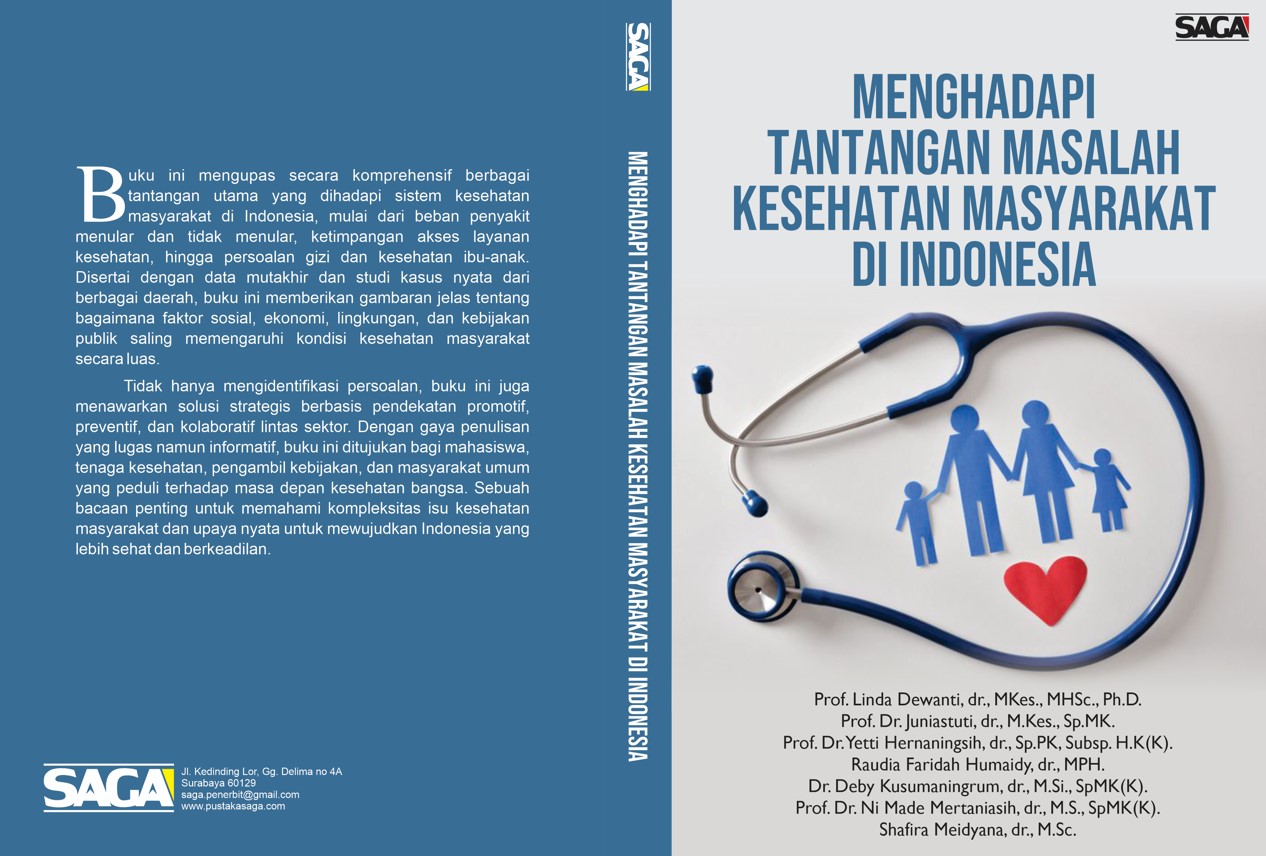 Buku ini mengupas secara komprehensif berbagai
tantangan utama yang dihadapi sistem kesehatan
masyarakat di Indonesia, mulai dari beban penyakit
menular dan tidak menular, ketimpangan akses layanan
kesehatan, hingga persoalan gizi dan kesehatan ibu-anak.
Disertai dengan data mutakhir dan studi kasus nyata dari
berbagai daerah, buku ini memberikan gambaran jelas tentang
bagaimana faktor sosial, ekonomi, lingkungan, dan kebijakan
publik saling memengaruhi kondisi kesehatan masyarakat
secara luas.
Tidak hanya mengidentifikasi persoalan, buku ini juga
menawarkan solusi strategis berbasis pendekatan promotif,
preventif, dan kolaboratif lintas sektor. Dengan gaya penulisan
yang lugas namun informatif, buku ini ditujukan bagi mahasiswa,
tenaga kesehatan, pengambil kebijakan, dan masyarakat umum
yang peduli terhadap masa depan kesehatan bangsa. Sebuah
bacaan penting untuk memahami kompleksitas isu kesehatan
masyarakat dan upaya nyata untuk mewujudkan Indonesia yang
lebih sehat dan berkeadilan.
SAGA
Jl. Kedinding Lor, Gg. Delima no 4A
Surabaya 60129
saga.penerbit@gmail.com
www.pustakasaga.com
SAGA
MENGHADAPI TANTANGAN MASALAH KESEHATAN MASYARAKAT DI INDONESIA
SAGA
MENGHADAPI
TANTANGAN MASALAH
KESEHATAN MASYARAKAT
DI INDONESIA
Prof. Linda Dewanti, dr., MKes., MHSc., Ph.D.
Prof. Dr. Juniastuti, dr., M.Kes., Sp.MK.
Prof. Dr. Yetti Hernaningsih, dr., Sp.PK, Subsp. H.K(K).
Raudia Faridah Humaidy, dr., MPH.
Dr. Deby Kusumaningrum, dr., M.Si., SpMK(K).
Prof. Dr. Ni Made Mertaniasih, dr., M.S., SpMK(K).
Shafira Meidyana, dr., M.Sc.